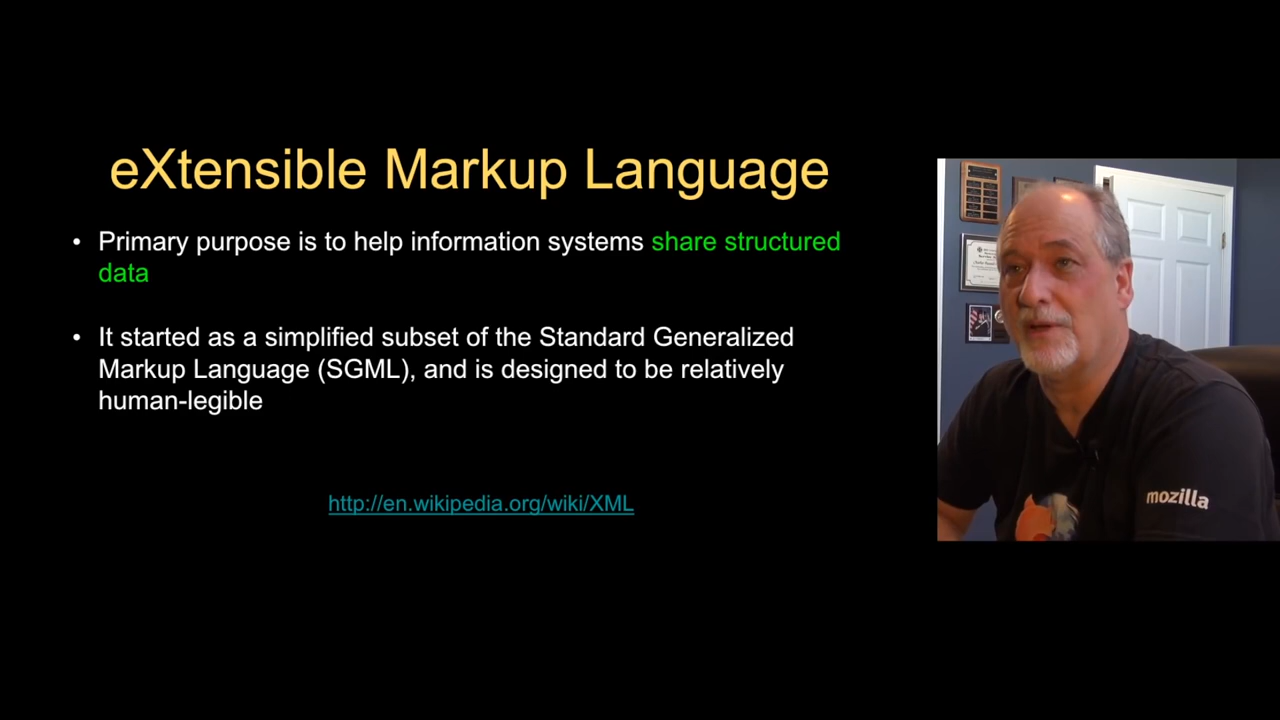 eXtensible Markup Language
• Primary purpose is to help information systems share structured
data
• It started as a simplified subset of the Standard Generalized
Markup Language (SGML), and is designed to be relatively
human-legible
http://en.wikipedia.org/wiki/XML
mozilla